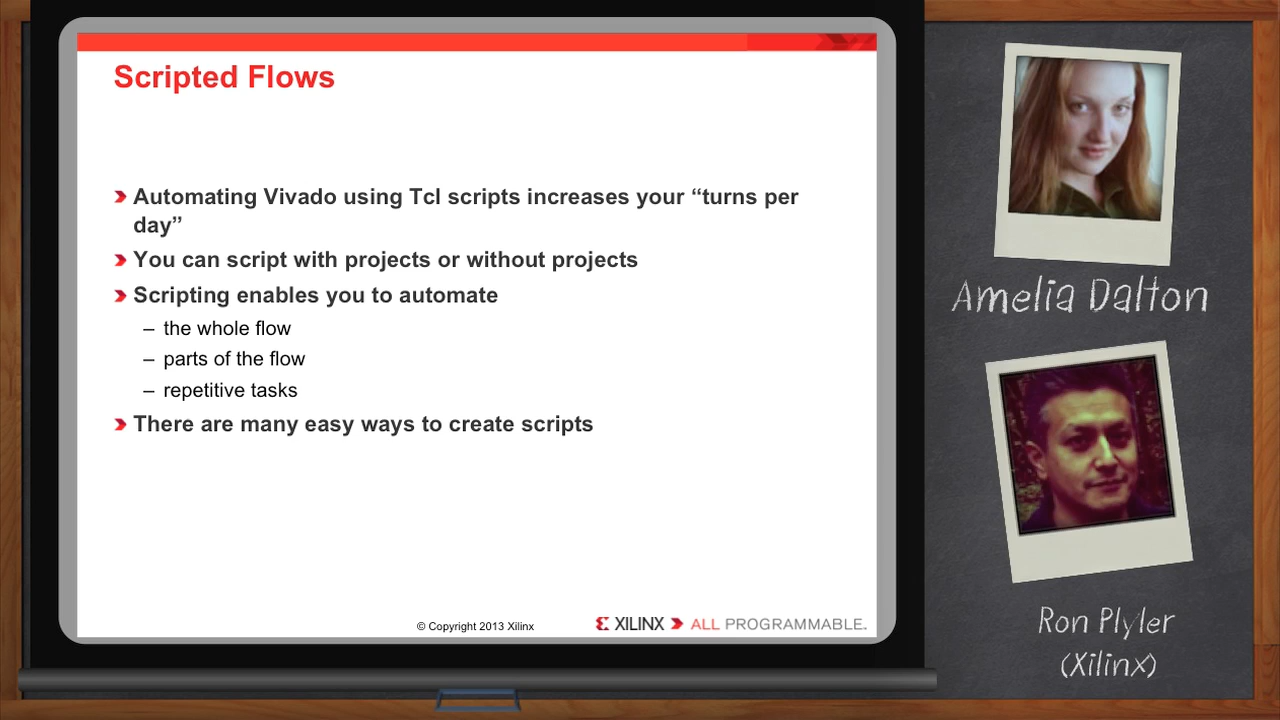 Scripted Flows
Automating Vivado using Tcl scripts increases your “turns per
day”
You can script with projects or without projects
Scripting enables you to automate
– the whole flow
– parts of the flow
– repetitive tasks
There are many easy ways to create scripts
© Copyright 2013 Xilinx
XILINX ALL PROGRAMMABLE.
Amelia Dalton
Ron Plyler
(Xilinx)